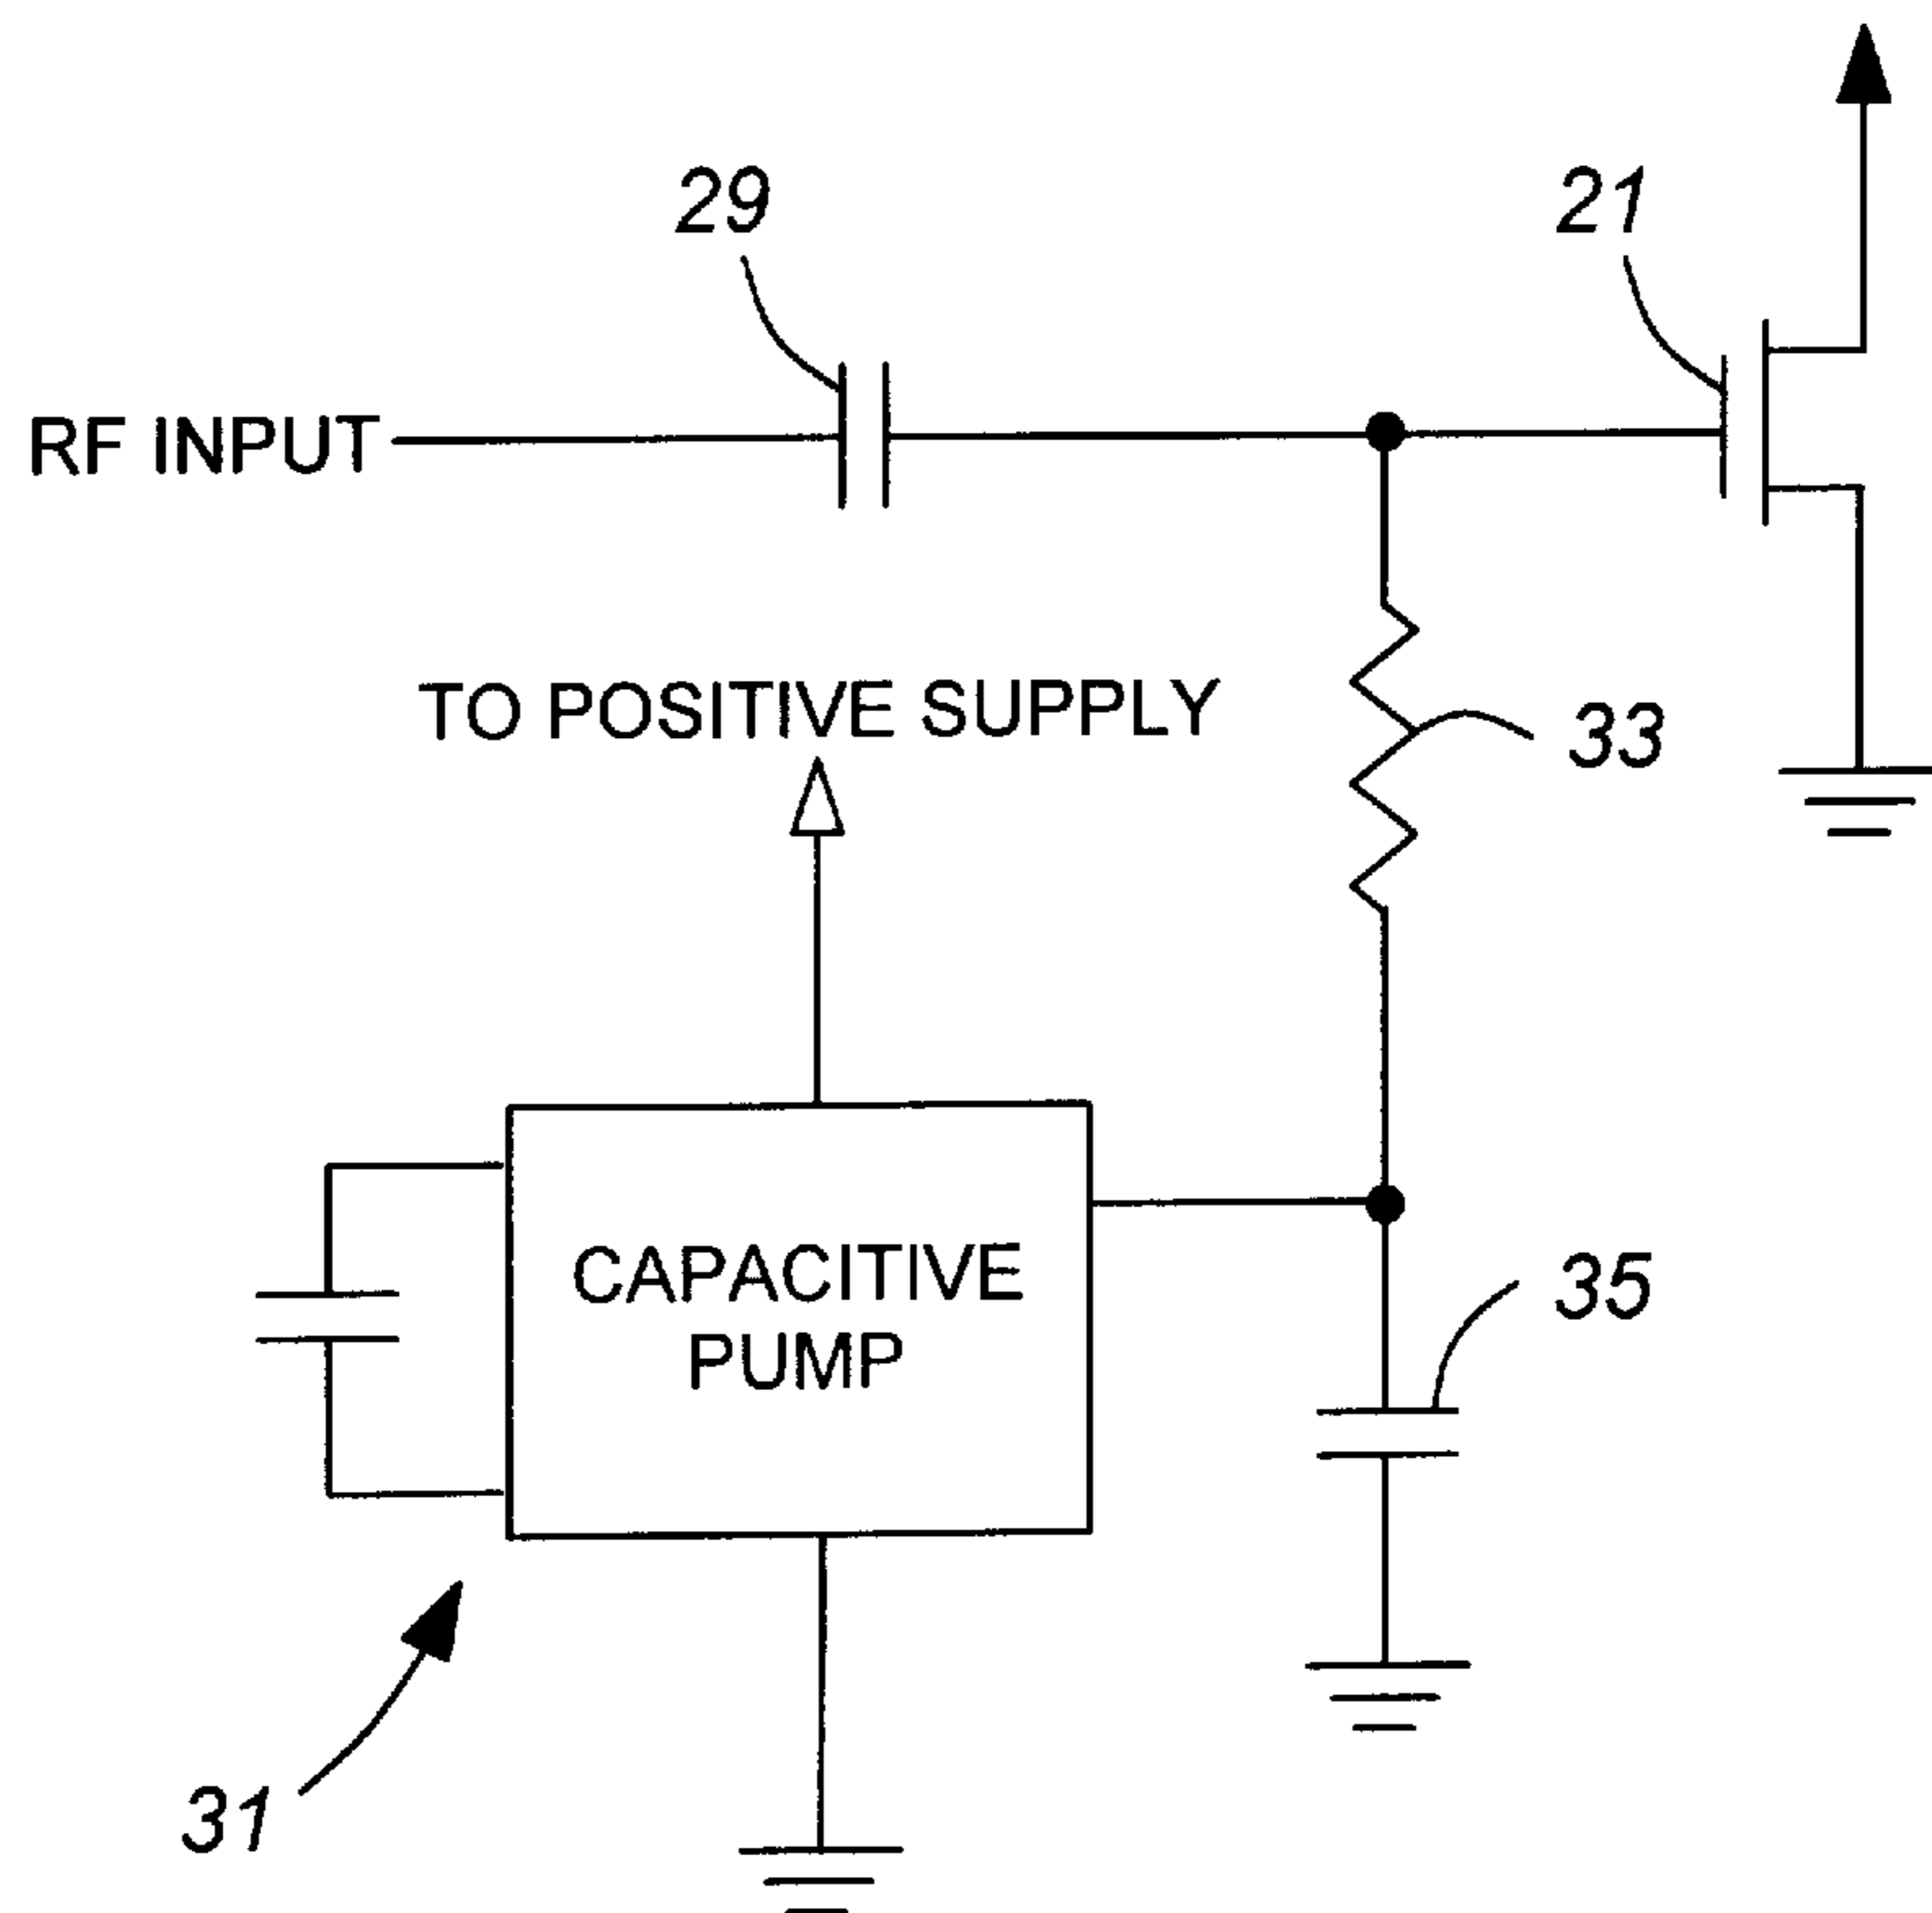 29
21
RF INPUT
TO POSITIVE SUPPLY
33
CAPACITIVE
PUMP
35
31